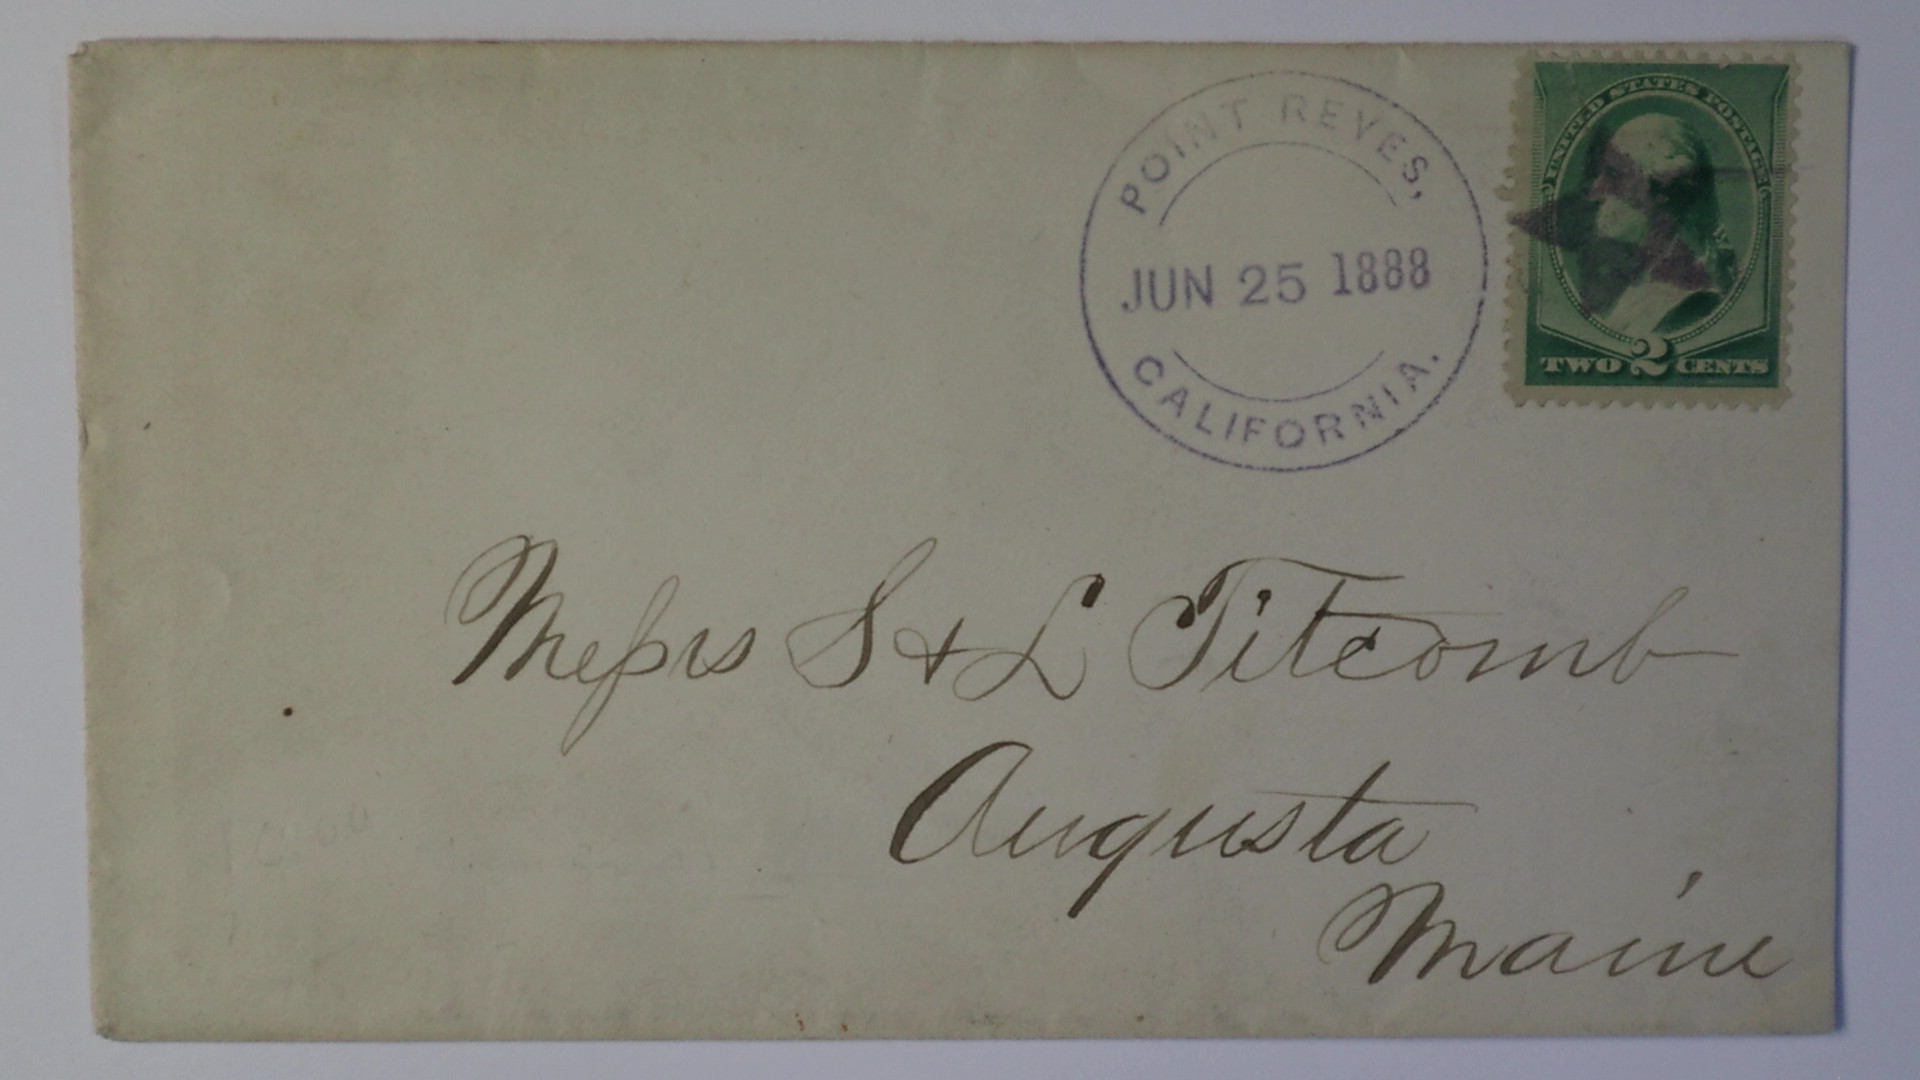 POINT REYES,
JUN 25 1888
CALIFORNIA.
UNITED STATES POSTAGE
TWO 2 CENTS
Meſsrs S & L Titcomb
Augusta
Maine